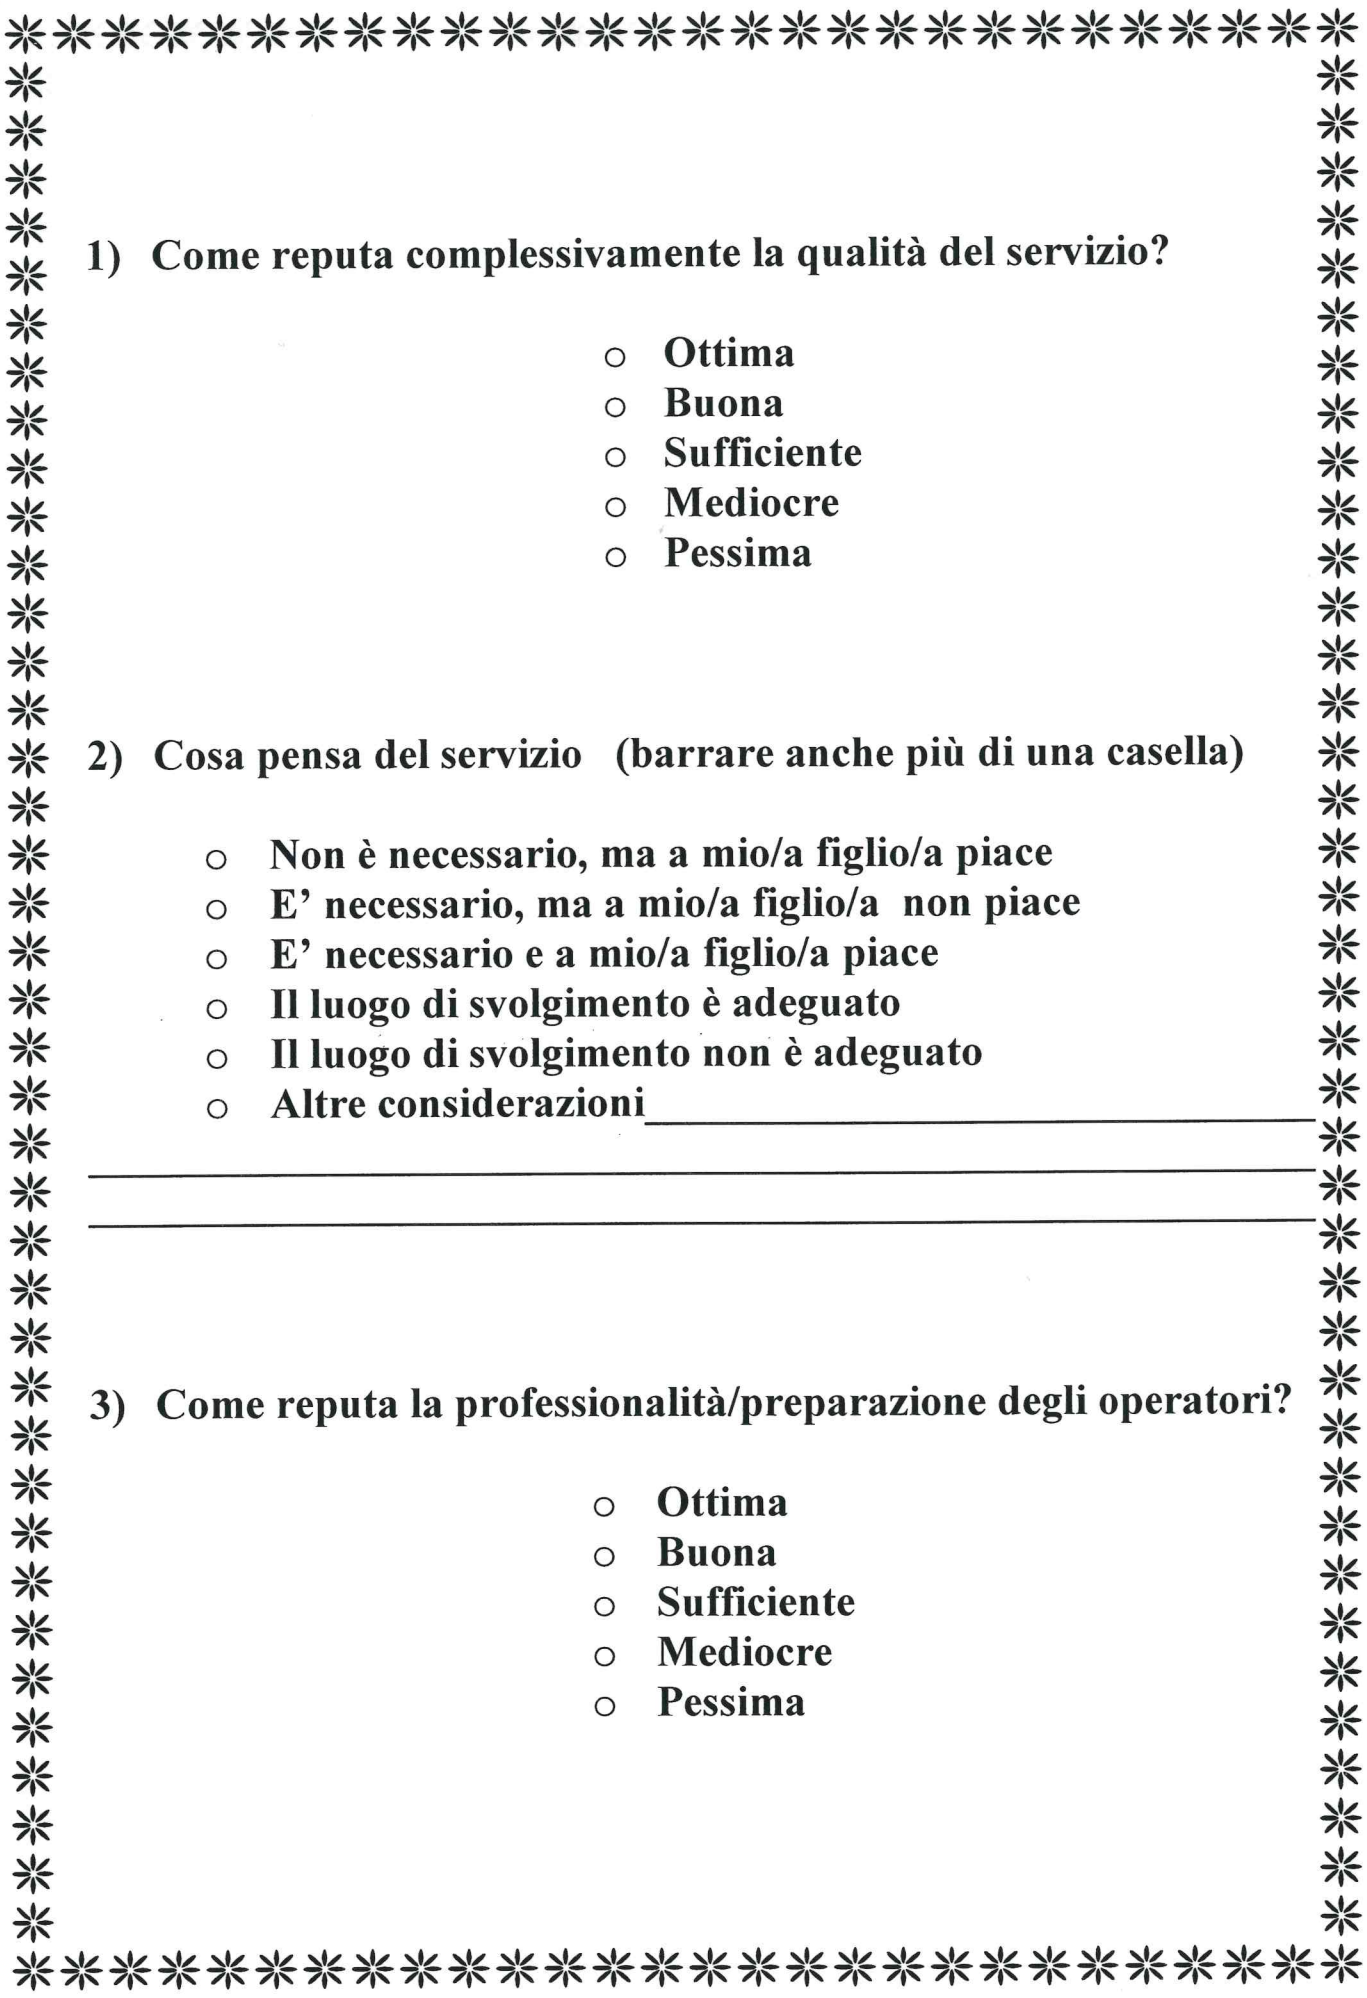 1) Come reputa complessivamente la qualità del servizio?
o Ottima
o Buona
o Sufficiente
o Mediocre
o Pessima
2) Cosa pensa del servizio (barrare anche più di una casella)
o Non è necessario, ma a mio/a figlio/a piace
o E’ necessario, ma a mio/a figlio/a non piace
o E’ necessario e a mio/a figlio/a piace
o Il luogo di svolgimento è adeguato
o Il luogo di svolgimento non è adeguato
o Altre considerazioni
3) Come reputa la professionalità/preparazione degli operatori?
o Ottima
o Buona
o Sufficiente
o Mediocre
o Pessima